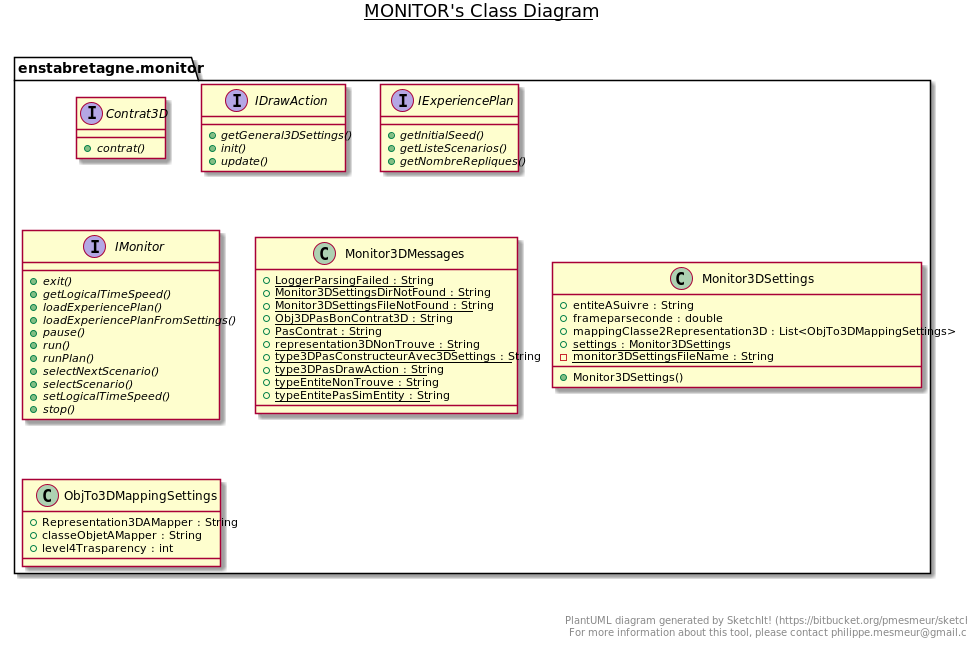 MONITOR's Class Diagram
enstabretagne.monitor
I Contrat3D
contrat()
I IDrawAction
getGeneral3DSettings()
init()
update()
I IExperiencePlan
getInitialSeed()
getListeScenarios()
getNombreRepliques()
I IMonitor
exit()
getLogicalTimeSpeed()
loadExperiencePlan()
loadExperiencePlanFromSettings()
pause()
run()
runPlan()
selectNextScenario()
selectScenario()
setLogicalTimeSpeed()
stop()
C Monitor3DMessages
LoggerParsingFailed : String
Monitor3DSettingsDirNotFound : String
Monitor3DSettingsFileNotFound : String
Obj3DPasBonContrat3D : String
PasContrat : String
representation3DNonTrouve : String
type3DPasConstructeurAvec3DSettings : String
type3DPasDrawAction : String
typeEntiteNonTrouve : String
typeEntitePasSimEntity : String
C Monitor3DSettings
entiteASuivre : String
frameparseconde : double
mappingClasse2Representation3D : List<ObjTo3DMappingSettings>
settings : Monitor3DSettings
monitor3DSettingsFileName : String
Monitor3DSettings()
C ObjTo3DMappingSettings
Representation3DAMapper : String
classeObjetAMapper : String
level4Trasparency : int
PlantUML diagram generated by SketchIt! (https://bitbucket.org/pmesmeur/sketch
For more information about this tool, please contact philippe.mesmeur@gmail.c